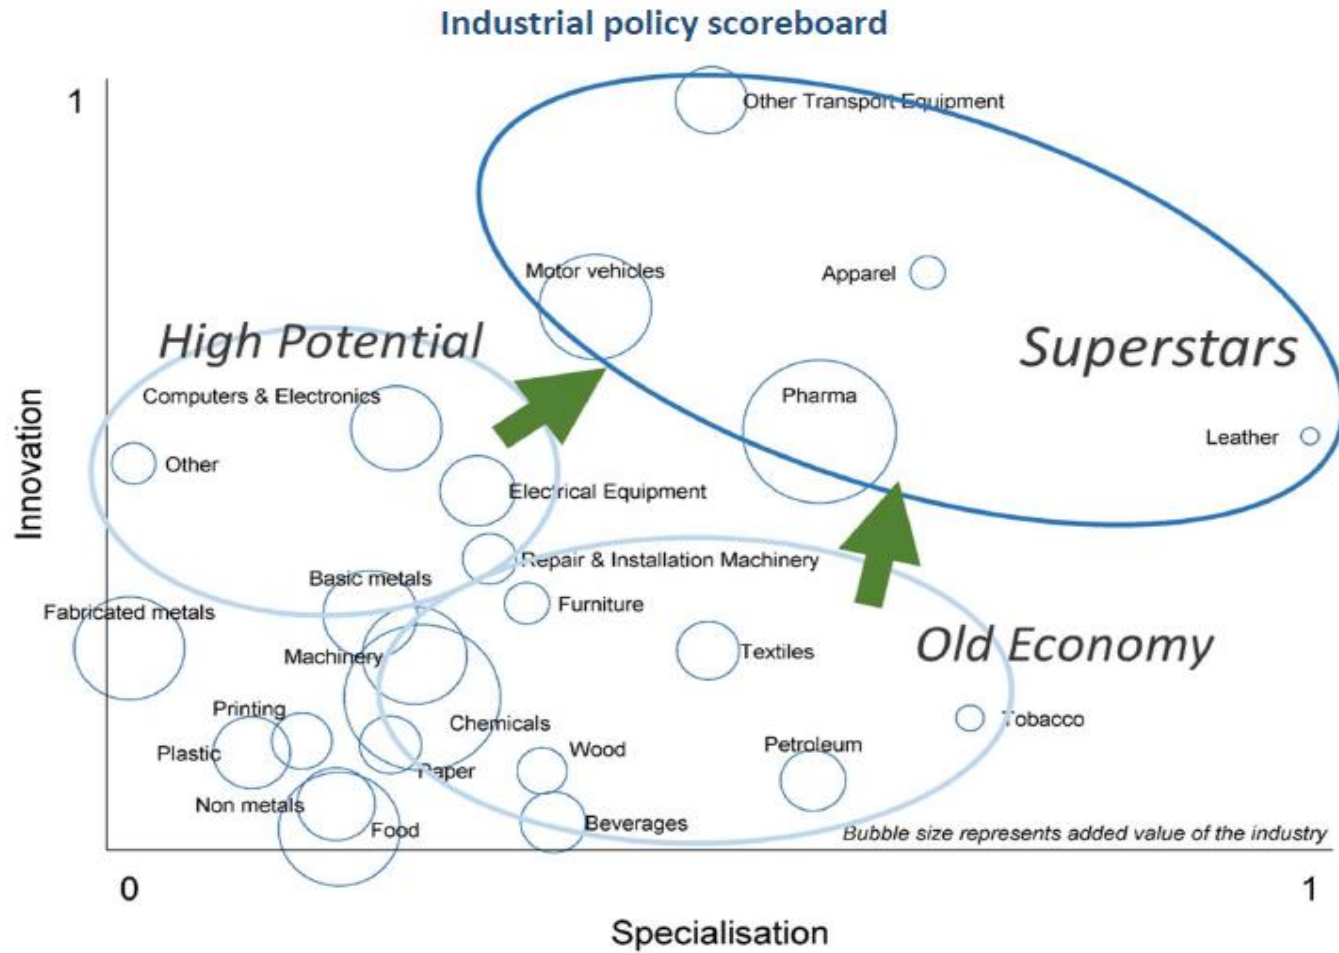 Industrial policy scoreboard
1
Other Transport Equipment
Motor vehicles
Apparel
High Potential
Superstars
Computers & Electronics
Pharma
Leather
Other
Innovation
Electrical Equipment
Repair & Installation Machinery
Basic metals
Furniture
Fabricated metals
Old Economy
Textiles
Machinery
Printing
Chemicals
Tobacco
Plastic
Wood
Petroleum
Paper
Non metals
Food
Beverages
Bubble size represents added value of the industry
0
1
Specialisation